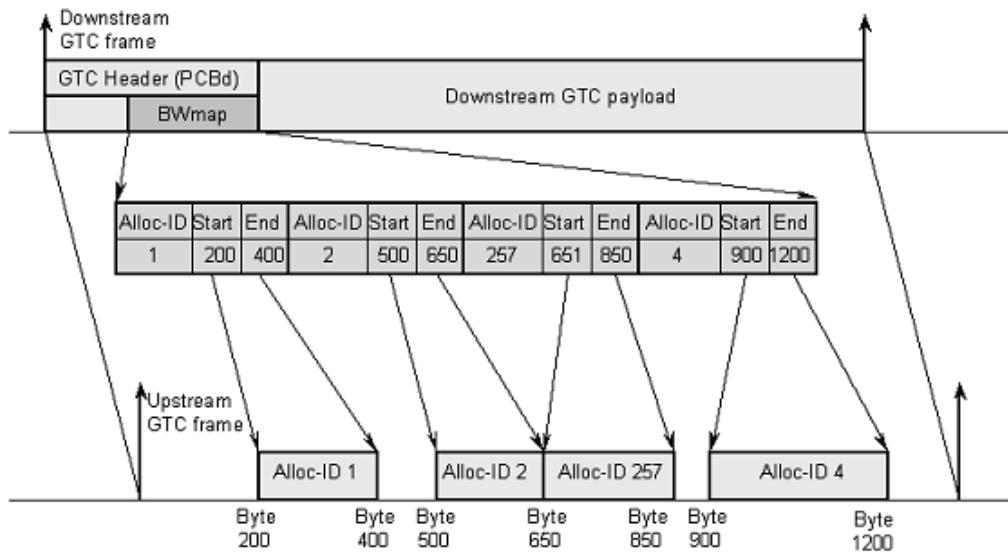 Downstream
GTC frame
GTC Header (PCBd)
BWmap
Downstream GTC payload
Alloc-ID Start End Alloc-ID Start End Alloc-ID Start End Alloc-ID Start End
1 200 400 2 500 650 257 651 850 4 900 1200
Upstream
GTC frame
Alloc-ID 1
Alloc-ID 2
Alloc-ID 257
Alloc-ID 4
Byte Byte Byte Byte Byte Byte Byte
200 400 500 650 850 900 1200